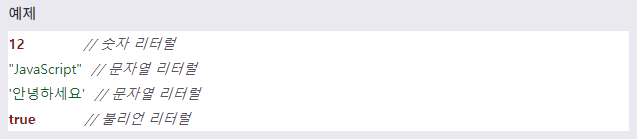 예제
12 // 숫자 리터럴
"JavaScript" // 문자열 리터럴
'안녕하세요' // 문자열 리터럴
true // 불리언 리터럴